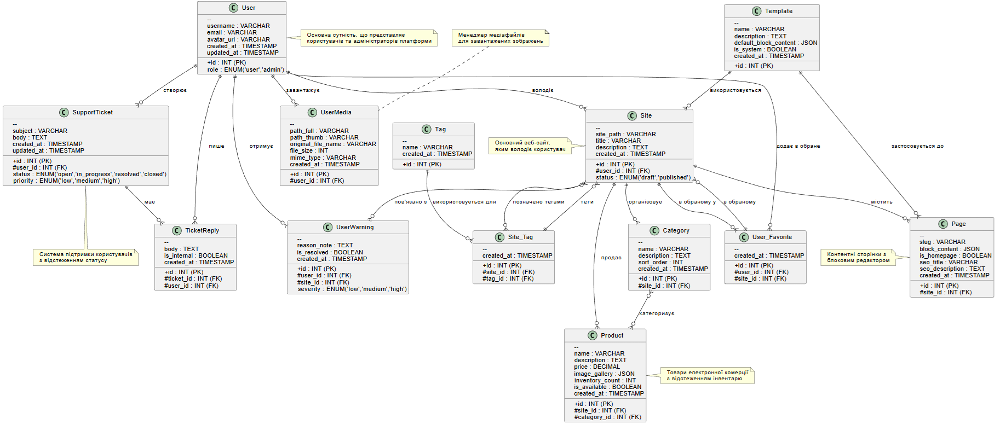 C User
--
username : VARCHAR
email : VARCHAR
avatar_url : VARCHAR
created_at : TIMESTAMP
updated_at : TIMESTAMP
+id : INT (PK)
role : ENUM('user','admin')
Основна сутність, що представляє
користувачів та адміністраторів платформи
Менеджер медіафайлів
для завантажених зображень
C Template
--
name : VARCHAR
description : TEXT
default_block_content : JSON
is_system : BOOLEAN
created_at : TIMESTAMP
+id : INT (PK)
створює
завантажує
володіє
використовується
C SupportTicket
--
subject : VARCHAR
body : TEXT
created_at : TIMESTAMP
updated_at : TIMESTAMP
+id : INT (PK)
#user_id : INT (FK)
status : ENUM('open','in_progress','resolved','closed')
priority : ENUM('low','medium','high')
пише
отримує
C UserMedia
--
path_full : VARCHAR
path_thumb : VARCHAR
original_file_name : VARCHAR
file_size : INT
mime_type : VARCHAR
created_at : TIMESTAMP
+id : INT (PK)
#user_id : INT (FK)
C Tag
--
name : VARCHAR
created_at : TIMESTAMP
+id : INT (PK)
Основний веб-сайт,
яким володіє користувач
C Site
--
site_path : VARCHAR
title : VARCHAR
description : TEXT
created_at : TIMESTAMP
+id : INT (PK)
#user_id : INT (FK)
status : ENUM('draft','published')
додає в обране
застосовується до
має
пов'язано з
використовується для
позначено тегами
теги
організовує
в обраному у
в обраному
містить
C TicketReply
--
body : TEXT
is_internal : BOOLEAN
created_at : TIMESTAMP
+id : INT (PK)
#ticket_id : INT (FK)
#user_id : INT (FK)
C UserWarning
--
reason_note : TEXT
is_resolved : BOOLEAN
created_at : TIMESTAMP
+id : INT (PK)
#user_id : INT (FK)
#site_id : INT (FK)
severity : ENUM('low','medium','high')
C Site_Tag
--
created_at : TIMESTAMP
+id : INT (PK)
#site_id : INT (FK)
#tag_id : INT (FK)
C Category
--
name : VARCHAR
description : TEXT
sort_order : INT
created_at : TIMESTAMP
+id : INT (PK)
#site_id : INT (FK)
C User_Favorite
--
created_at : TIMESTAMP
+id : INT (PK)
#user_id : INT (FK)
#site_id : INT (FK)
C Page
--
slug : VARCHAR
block_content : JSON
is_homepage : BOOLEAN
seo_title : VARCHAR
seo_description : TEXT
created_at : TIMESTAMP
+id : INT (PK)
#site_id : INT (FK)
Система підтримки користувачів
з відстеженням статусу
продає
Контентні сторінки з
блоковим редактором
категоризує
C Product
--
name : VARCHAR
description : TEXT
price : DECIMAL
image_gallery : JSON
inventory_count : INT
is_available : BOOLEAN
created_at : TIMESTAMP
+id : INT (PK)
#site_id : INT (FK)
#category_id : INT (FK)
Товари електронної комерції
з відстеженням інвентарю